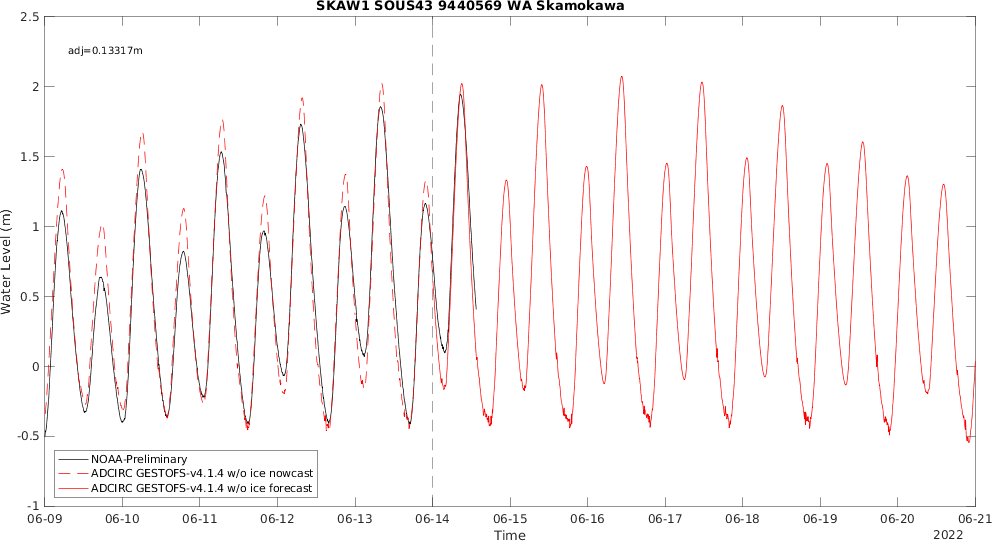 SKAW1 SOUS43 9440569 WA Skamokawa
2.5
adj=0.13317m
2
1.5
1
0.5
0
-0.5
-1
Water Level (m)
NOAA-Preliminary
ADCIRC GESTOFS-v4.1.4 w/o ice nowcast
ADCIRC GESTOFS-v4.1.4 w/o ice forecast
06-09 06-10 06-11 06-12 06-13 06-14 06-15 06-16 06-17 06-18 06-19 06-20 06-21
Time
2022